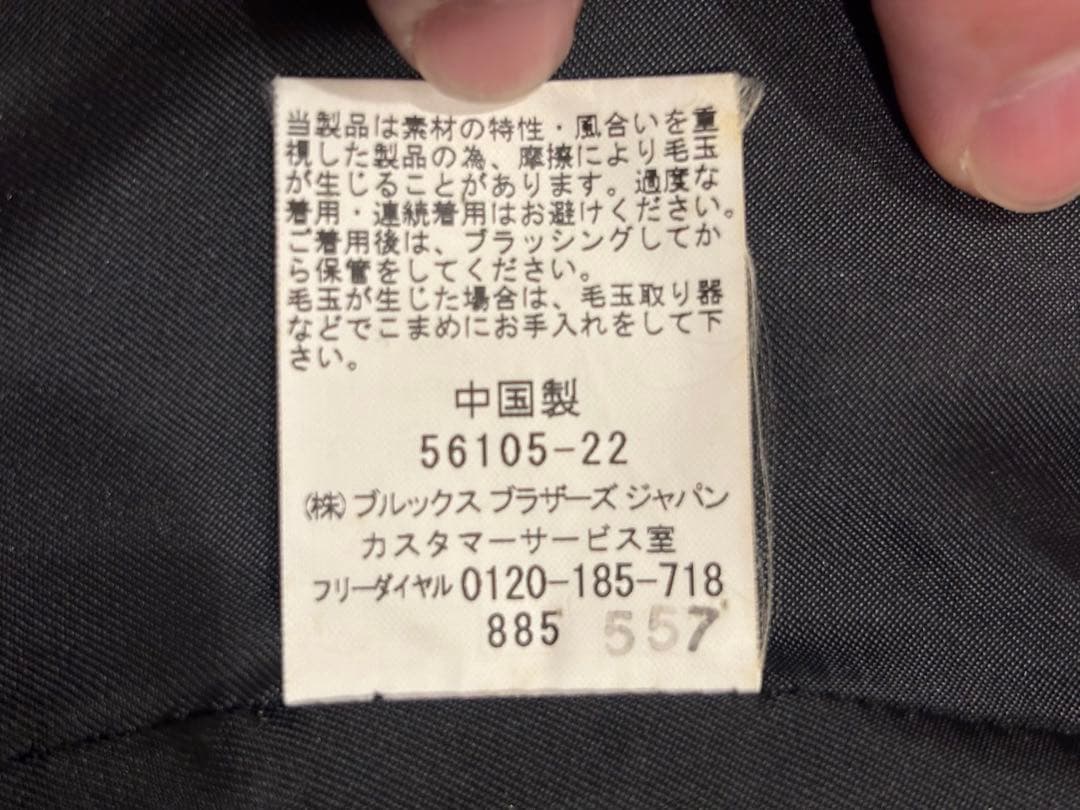 当製品は素材の特性・風合いを重
視した製品の為、摩擦により毛玉
が生じることがあります。過度な
着用・連続着用はお避けください。
ご着用後は、ブラッシングしてか
ら保管をしてください。
毛玉が生じた場合は、毛玉取り器
などでこまめにお手入れをして下
さい。
中国製
56105-22
㈱ブルックス ブラザーズ ジャパン
カスタマーサービス室
フリーダイヤル 0120-185-718
885 557